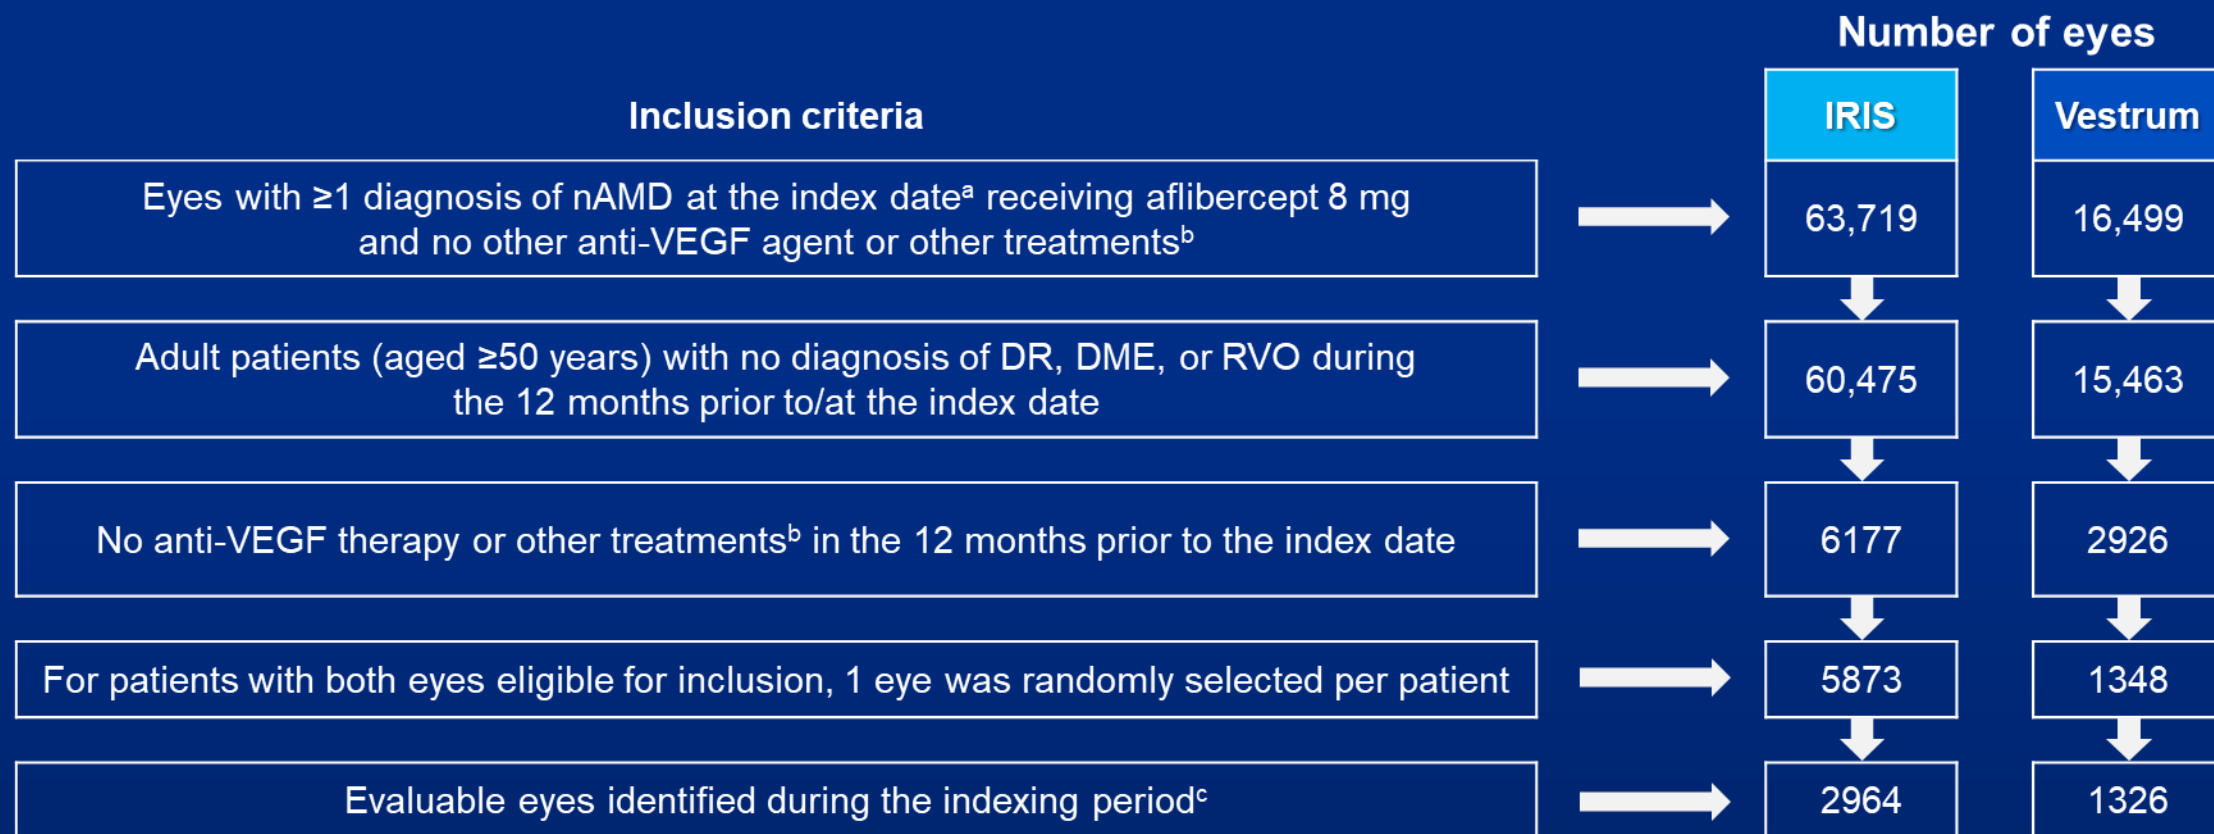 Number of eyes
Inclusion criteria
IRIS
Vestrum
Eyes with ≥1 diagnosis of nAMD at the index dateᵃ receiving aflibercept 8 mg
and no other anti-VEGF agent or other treatmentsᵇ
63,719
16,499
Adult patients (aged ≥50 years) with no diagnosis of DR, DME, or RVO during
the 12 months prior to/at the index date
60,475
15,463
No anti-VEGF therapy or other treatmentsᵇ in the 12 months prior to the index date
6177
2926
For patients with both eyes eligible for inclusion, 1 eye was randomly selected per patient
5873
1348
Evaluable eyes identified during the indexing periodᶜ
2964
1326